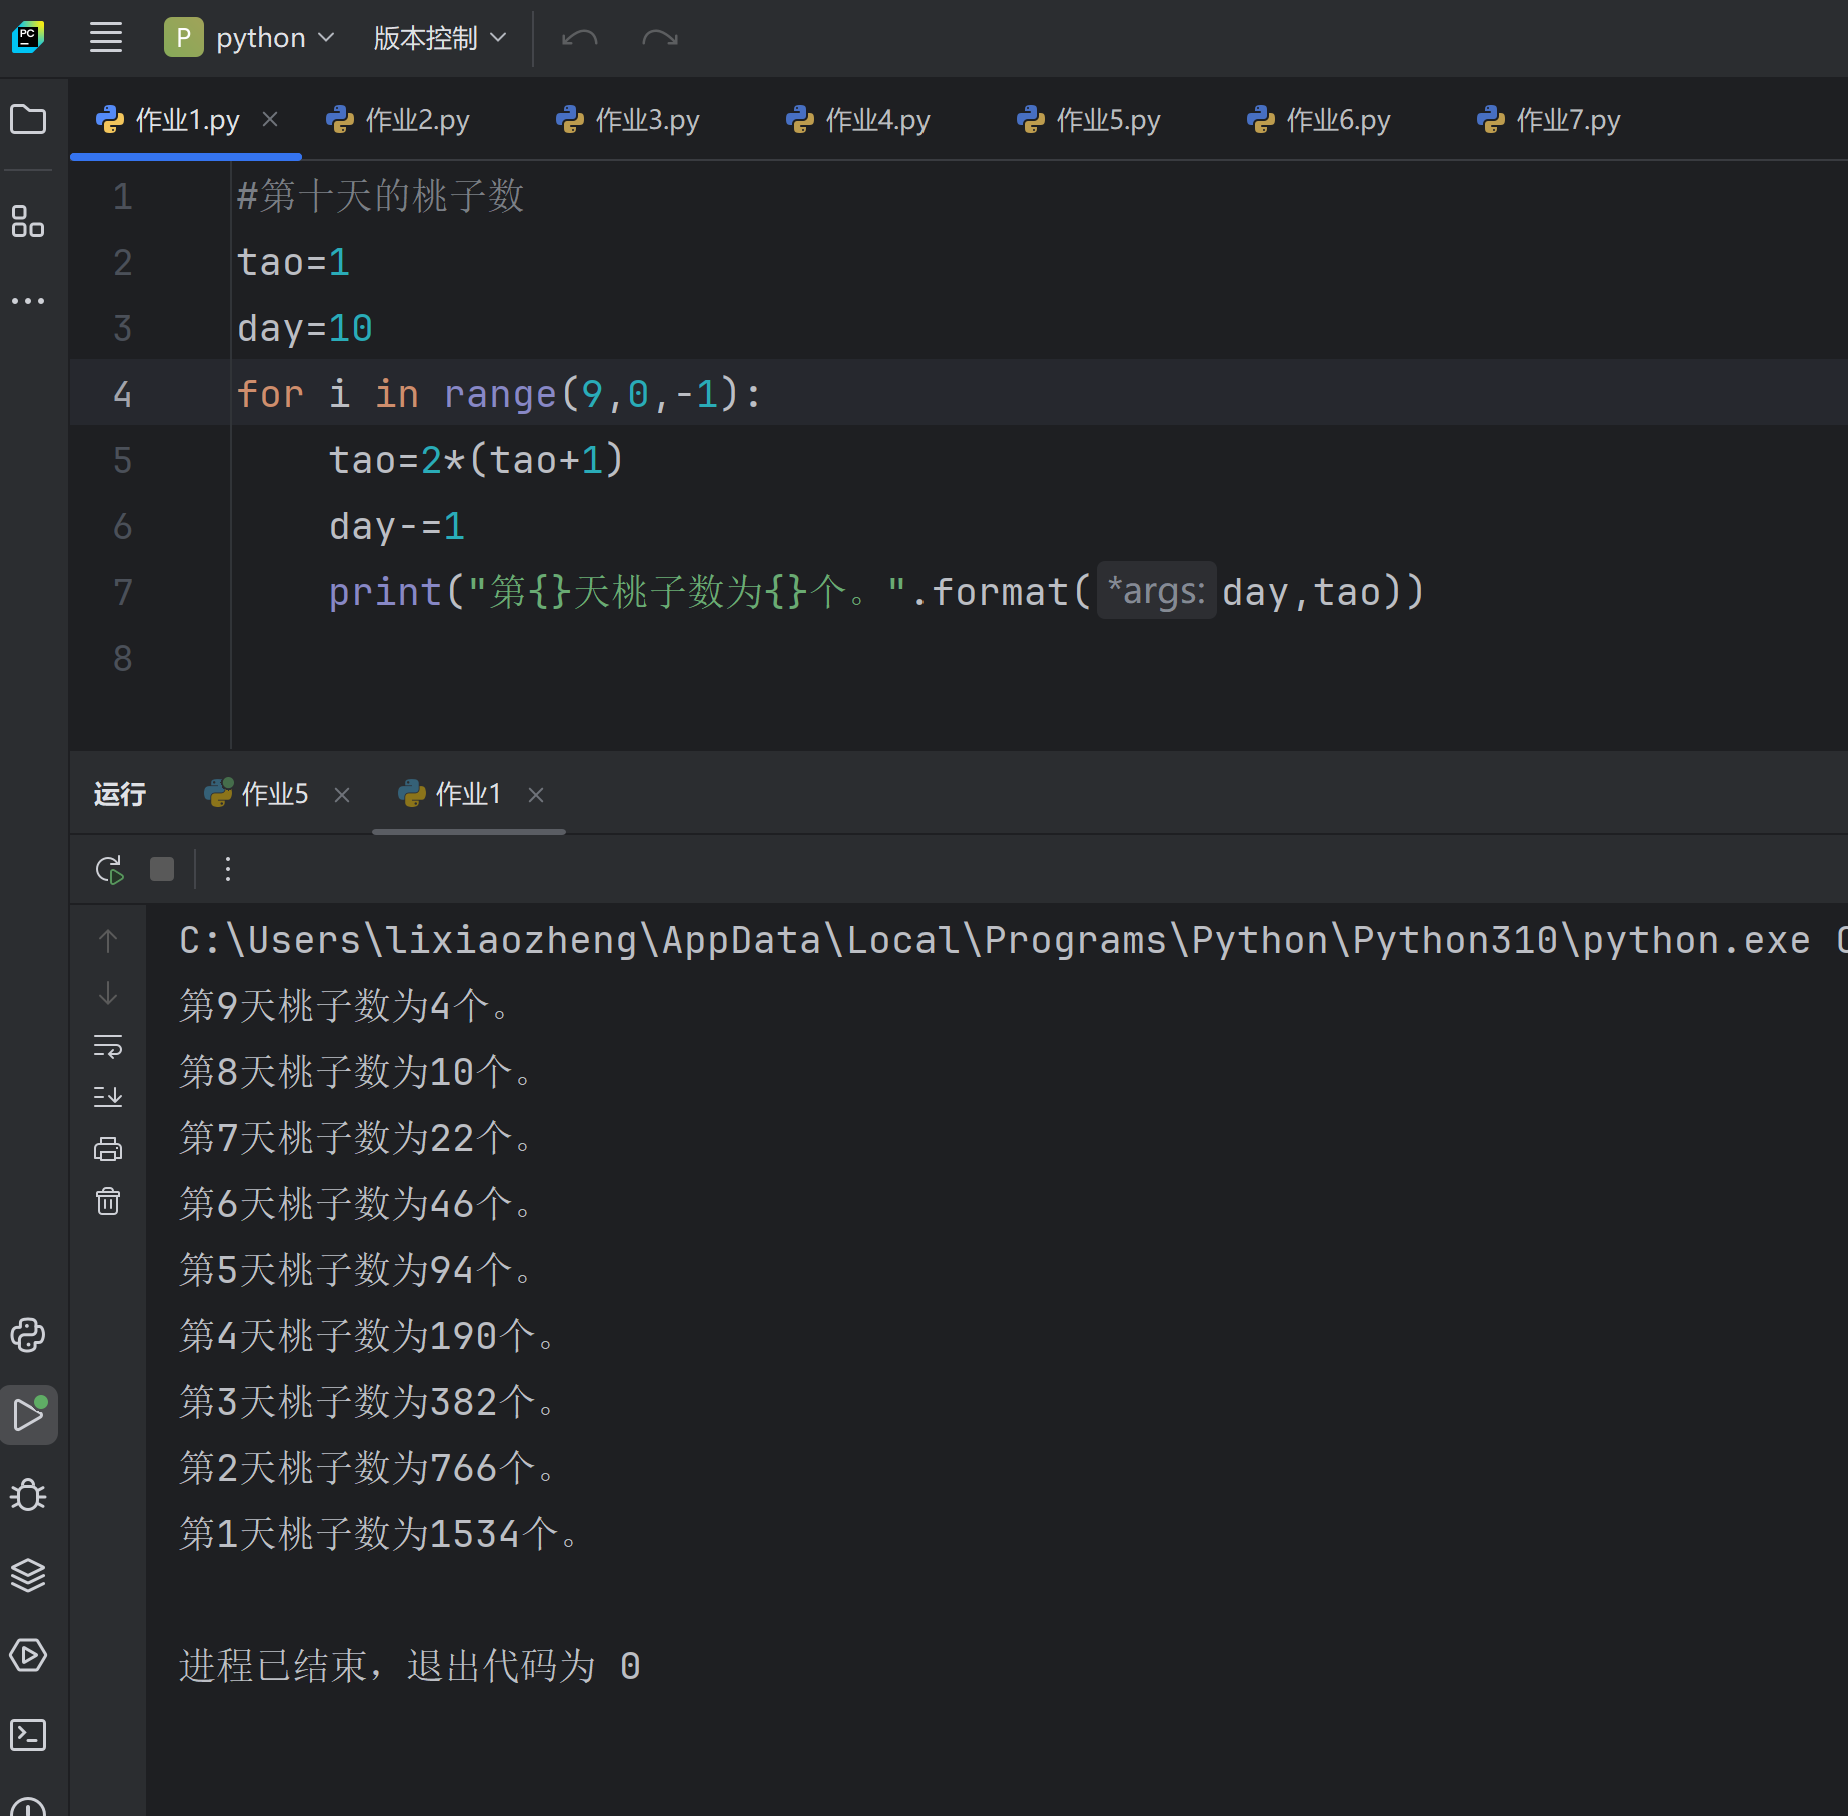 PC
P python 版本控制
作业1.py 作业2.py 作业3.py 作业4.py 作业5.py 作业6.py 作业7.py
1 #第十天的桃子数
2 tao=1
3 day=10
4 for i in range(9,0,-1):
5 tao=2*(tao+1)
6 day-=1
7 print("第{}天桃子数为{}个。".format(*args:day,tao))
8
运行 作业5 作业1
C:\Users\lixiaozheng\AppData\Local\Programs\Python\Python310\python.exe
第9天桃子数为4个。
第8天桃子数为10个。
第7天桃子数为22个。
第6天桃子数为46个。
第5天桃子数为94个。
第4天桃子数为190个。
第3天桃子数为382个。
第2天桃子数为766个。
第1天桃子数为1534个。
进程已结束，退出代码为 0